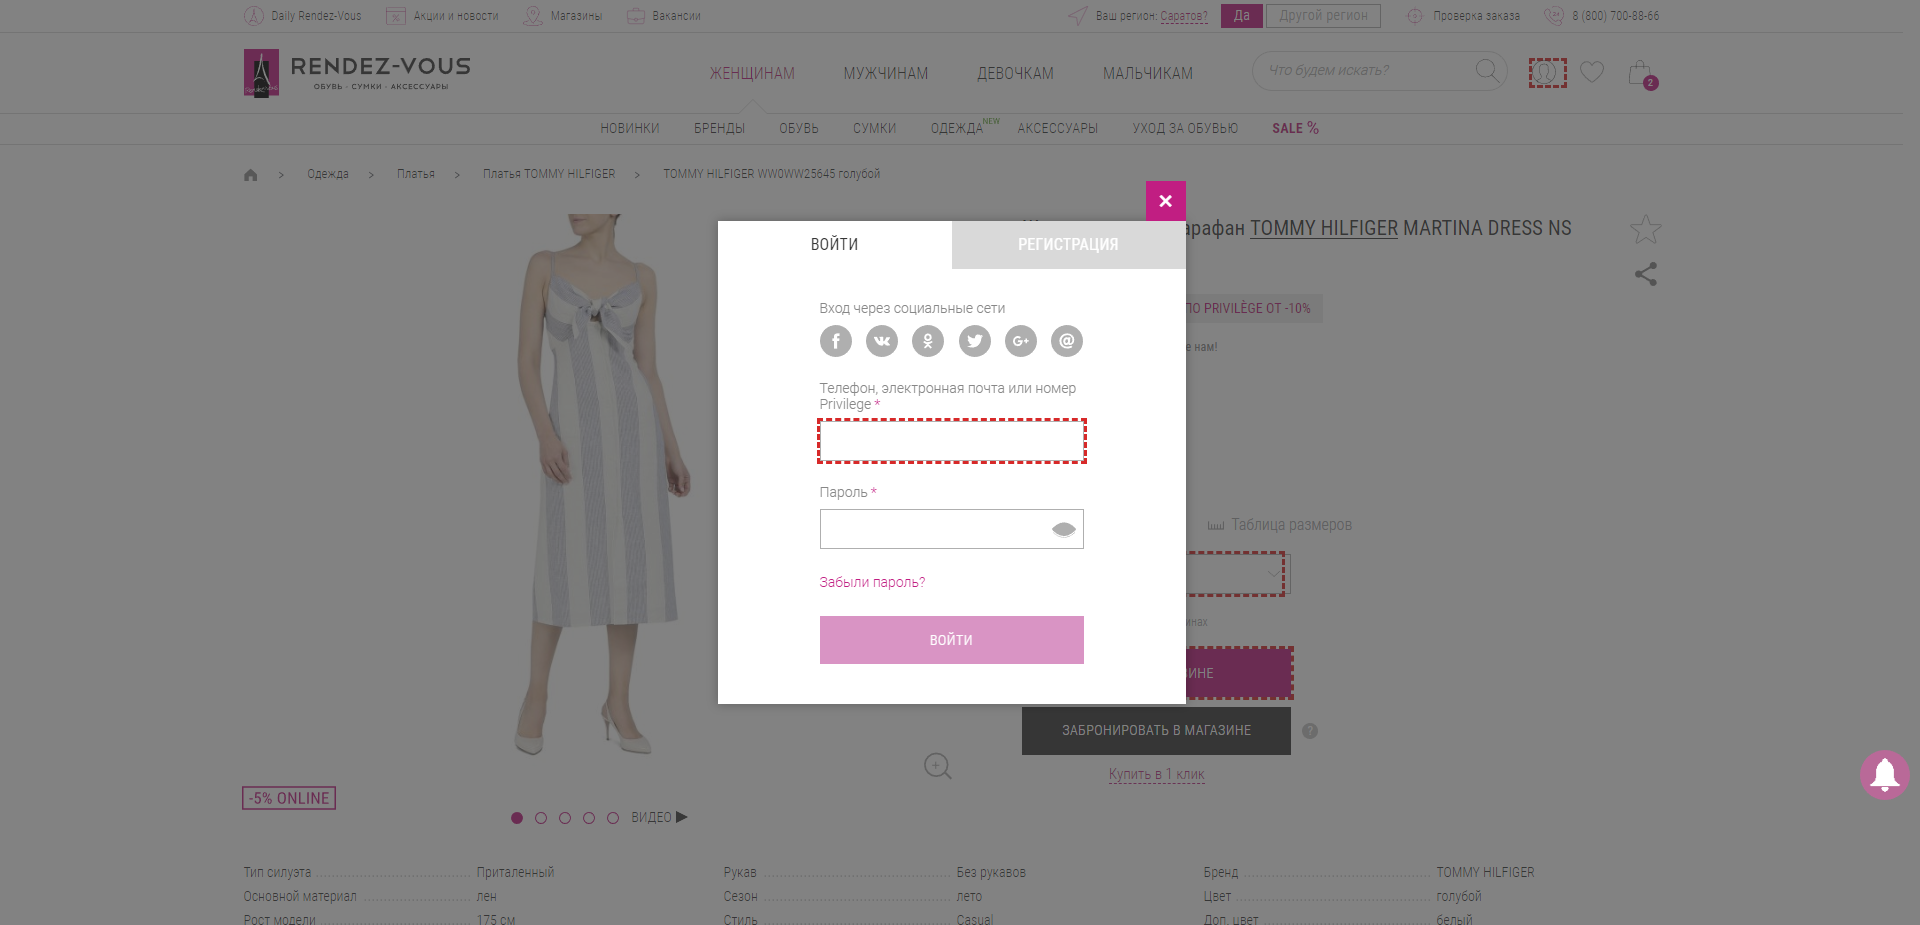 Daily Rendez-Vous
Акции и новости
Магазины
Вакансии
Ваш регион: Саратов?
Да
Другой регион
Проверка заказа
8 (800) 700-88-66
RENDEZ-VOUS
ОБУВЬ · СУМКИ · АКСЕССУАРЫ
ЖЕНЩИНАМ
МУЖЧИНАМ
ДЕВОЧКАМ
МАЛЬЧИКАМ
Что будем искать?
2
НОВИНКИ
БРЕНДЫ
ОБУВЬ
СУМКИ
ОДЕЖДА NEW
АКСЕССУАРЫ
УХОД ЗА ОБУВЬЮ
SALE %
> Одежда > Платья > Платья TOMMY HILFIGER > TOMMY HILFIGER WW0WW25645 голубой
арафан TOMMY HILFIGER MARTINA DRESS NS
ВОЙТИ
РЕГИСТРАЦИЯ
Вход через социальные сети
Телефон, электронная почта или номер
Privilege *
Пароль *
Забыли пароль?
ВОЙТИ
ПО PRIVILÈGE ОТ -10%
е нам!
Таблица размеров
инах
ЗИНЕ
ЗАБРОНИРОВАТЬ В МАГАЗИНЕ
?
Купить в 1 клик
-5% ONLINE
ВИДЕО
Тип силуэта Приталенный
Основной материал лен
Рост модели 175 см
Рукав Без рукавов
Сезон лето
Стиль Casual
Бренд TOMMY HILFIGER
Цвет голубой
Доп. цвет белый